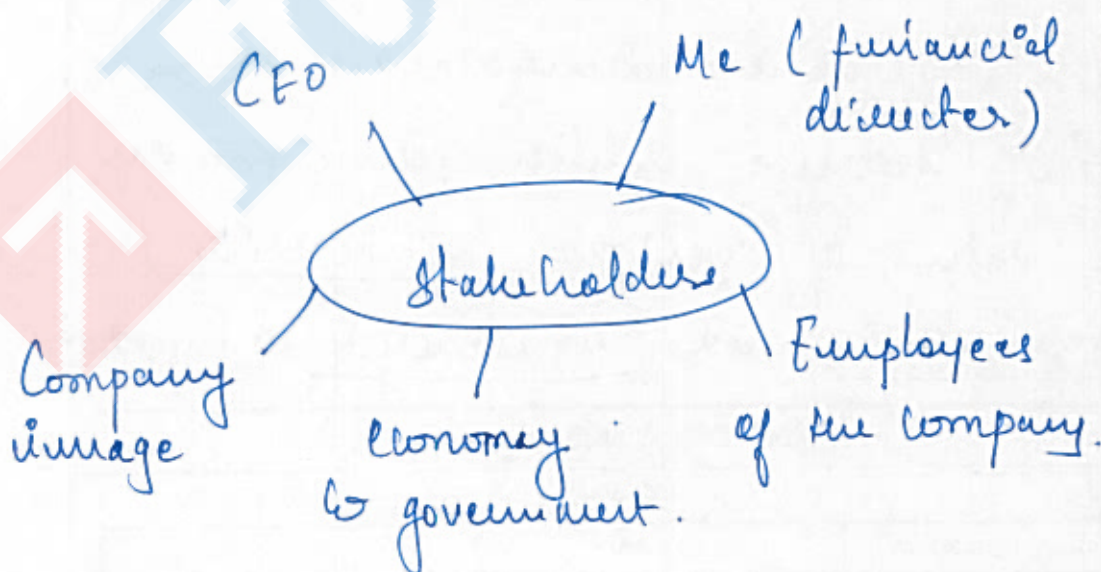 CEO
Me (financial
director)
Stakeholders
Company
image
economy
& government.
Employees
of the company.